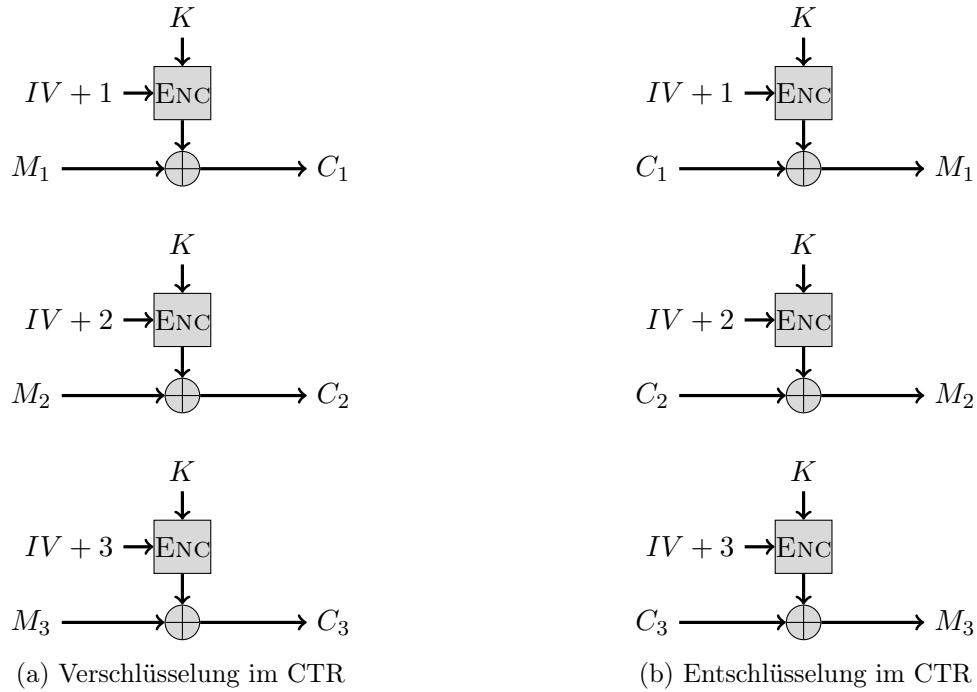 K K
IV + 1 ENC IV + 1 ENC
M₁ C₁ C₁ M₁
K K
IV + 2 ENC IV + 2 ENC
M₂ C₂ C₂ M₂
K K
IV + 3 ENC IV + 3 ENC
M₃ C₃ C₃ M₃
(a) Verschlüsselung im CTR (b) Entschlüsselung im CTR